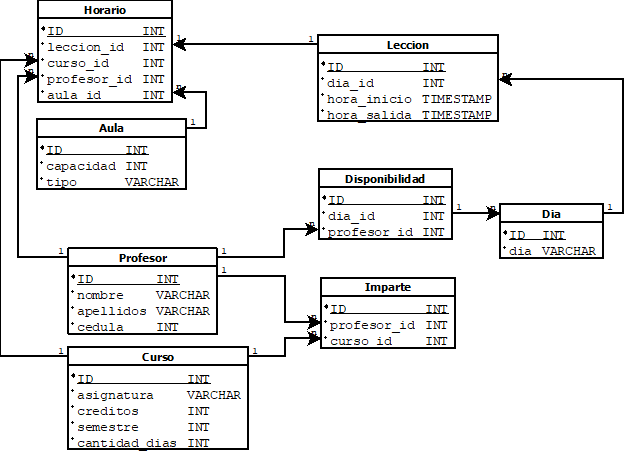 Horario
ID INT
leccion_id INT
curso_id INT
profesor_id INT
aula_id INT
Leccion
ID INT
dia_id INT
hora_inicio TIMESTAMP
hora_salida TIMESTAMP
Aula
ID INT
capacidad INT
tipo VARCHAR
Disponibilidad
ID INT
dia_id INT
profesor_id INT
Dia
ID INT
dia VARCHAR
Profesor
ID INT
nombre VARCHAR
apellidos VARCHAR
cedula INT
Imparte
ID INT
profesor_id INT
curso_id INT
Curso
ID INT
asignatura VARCHAR
creditos INT
semestre INT
cantidad_dias INT
1
1
n
n
n
n
1
1
n
1
n
1
1
1
n
n
1
1